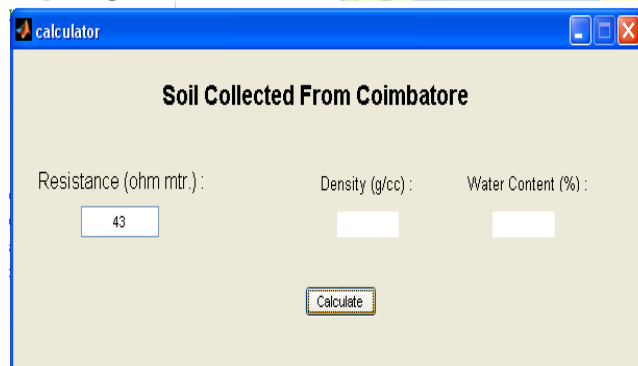 calculator
Soil Collected From Coimbatore
Resistance (ohm mtr.) :
Density (g/cc) :
Water Content (%) :
43
Calculate